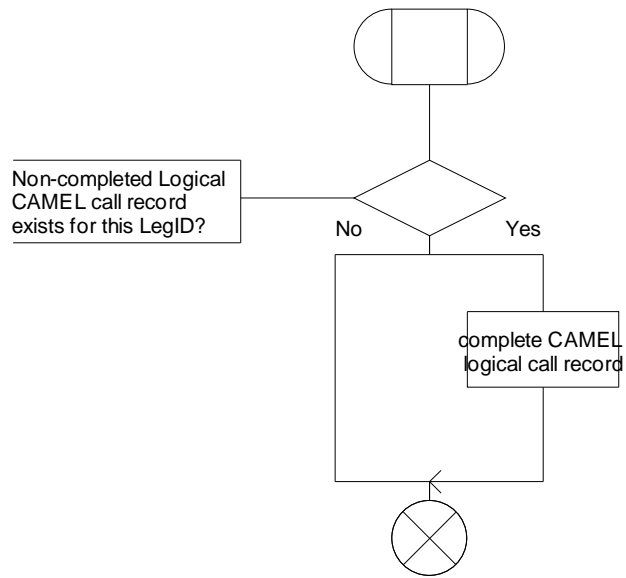 Non-completed Logical
CAMEL call record
exists for this LegID?
No
Yes
complete CAMEL
logical call record